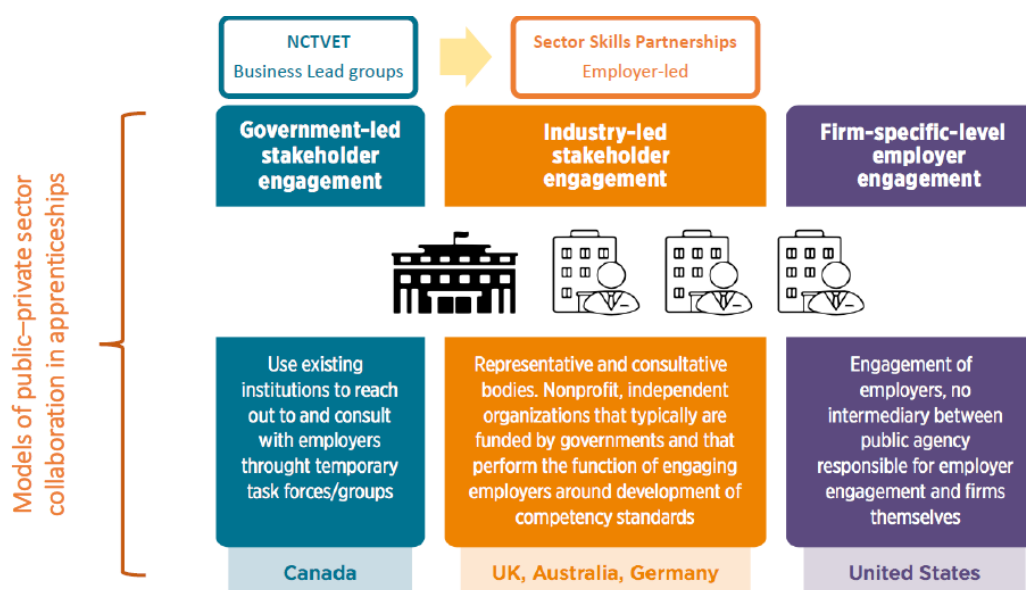 NCTVET
Business Lead groups
Sector Skills Partnerships
Employer-led
Models of public–private sector
collaboration in apprenticeships
Government-led
stakeholder
engagement
Industry-led
stakeholder
engagement
Firm-specific-level
employer
engagement
Use existing
institutions to reach
out to and consult
with employers
throught temporary
task forces/groups
Representative and consultative
bodies. Nonprofit, independent
organizations that typically are
funded by governments and that
perform the function of engaging
employers around development of
competency standards
Engagement of
employers, no
intermediary between
public agency
responsible for employer
engagement and firms
themselves
Canada
UK, Australia, Germany
United States